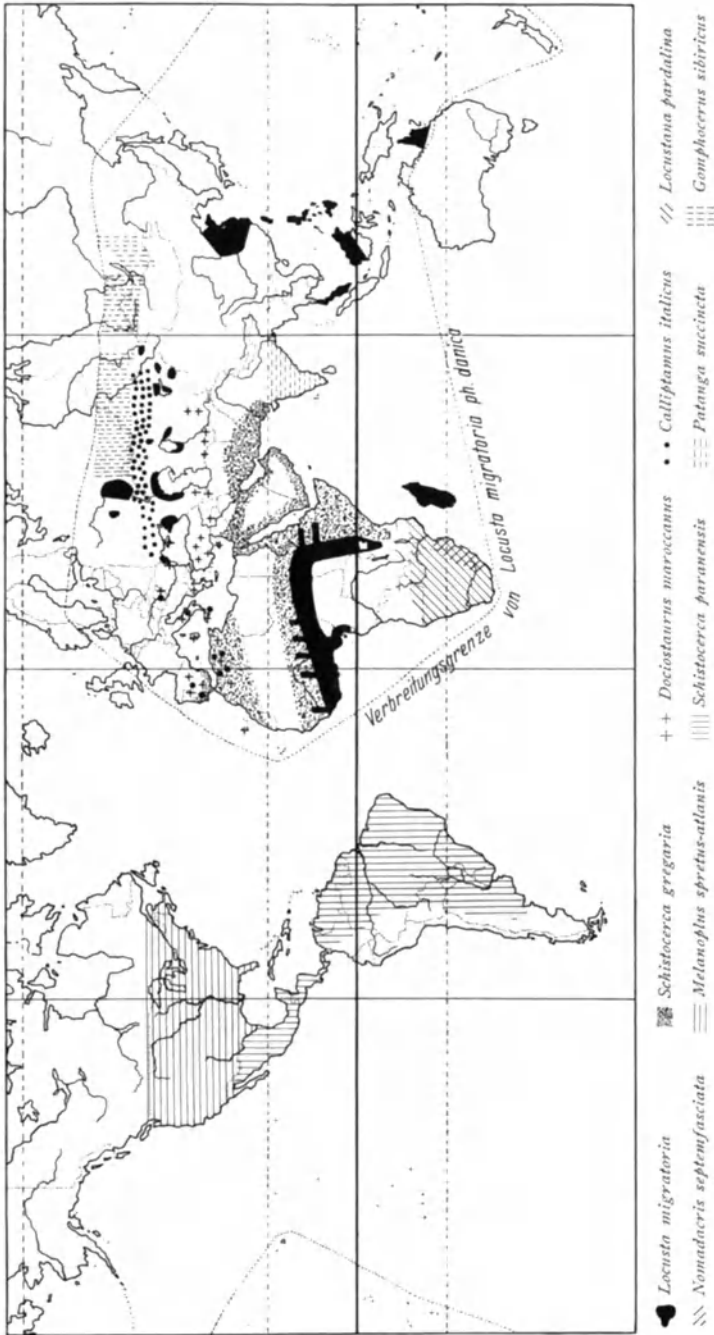 Verbreitungsgrenze von Locusta migratoria ph. danica
Locusta migratoria
Schistocerca gregaria
++ Dociostaurus maroccanus
Calliptamus italicus
Locustana pardalina
Nomadacris septemfasciata
Melanoplus spretus-atlanis
Schistocerca paranensis
Patanga succincta
Gomphocerus sibiricus